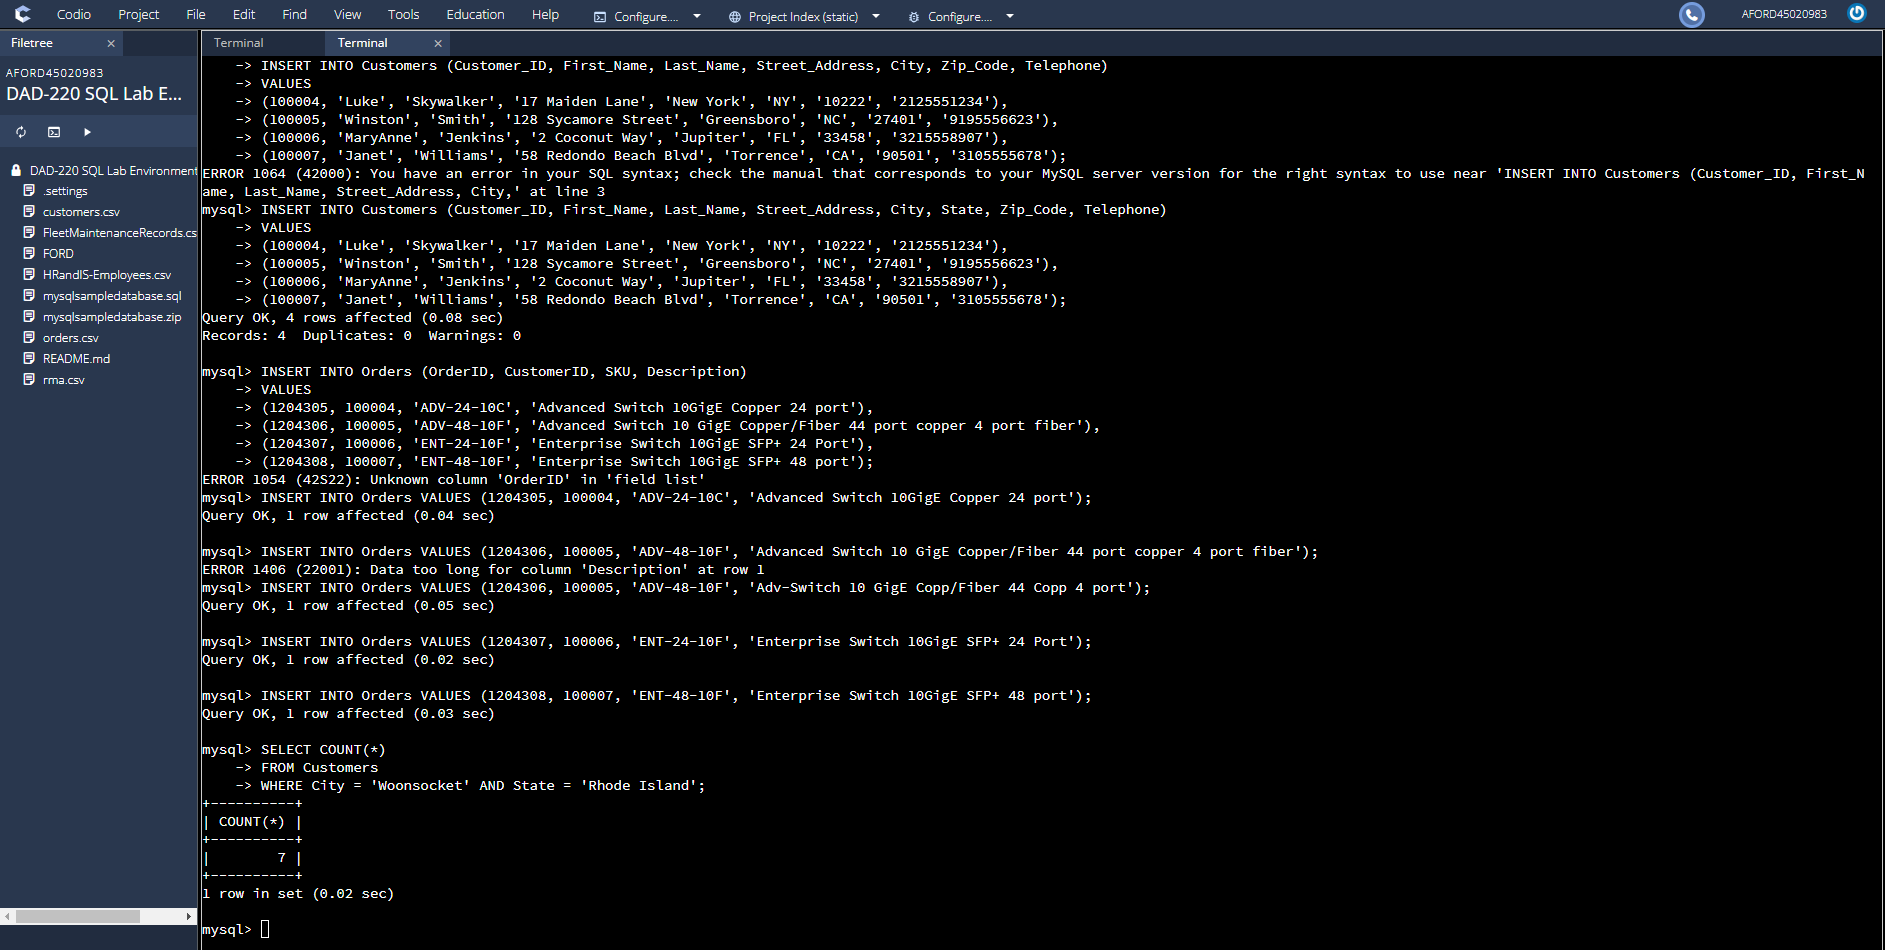 Codio Project File Edit Find View Tools Education Help Configure.... Project Index (static) Configure.... AFORD45020983
Filetree × Terminal Terminal ×
AFORD45020983
DAD-220 SQL Lab E...
DAD-220 SQL Lab Environment
.settings
customers.csv
FleetMaintenanceRecords.cs
FORD
HRandIS-Employees.csv
mysqlsampledatabase.sql
mysqlsampledatabase.zip
orders.csv
README.md
rma.csv
-> INSERT INTO Customers (Customer_ID, First_Name, Last_Name, Street_Address, City, Zip_Code, Telephone)
-> VALUES
-> (100004, 'Luke', 'Skywalker', '17 Maiden Lane', 'New York', 'NY', '10222', '2125551234'),
-> (100005, 'Winston', 'Smith', '128 Sycamore Street', 'Greensboro', 'NC', '27401', '9195556623'),
-> (100006, 'MaryAnne', 'Jenkins', '2 Coconut Way', 'Jupiter', 'FL', '33458', '3215558907'),
-> (100007, 'Janet', 'Williams', '58 Redondo Beach Blvd', 'Torrence', 'CA', '90501', '3105555678');
ERROR 1064 (42000): You have an error in your SQL syntax; check the manual that corresponds to your MySQL server version for the right syntax to use near 'INSERT INTO Customers (Customer_ID, First_N
ame, Last_Name, Street_Address, City,' at line 3
mysql> INSERT INTO Customers (Customer_ID, First_Name, Last_Name, Street_Address, City, State, Zip_Code, Telephone)
-> VALUES
-> (100004, 'Luke', 'Skywalker', '17 Maiden Lane', 'New York', 'NY', '10222', '2125551234'),
-> (100005, 'Winston', 'Smith', '128 Sycamore Street', 'Greensboro', 'NC', '27401', '9195556623'),
-> (100006, 'MaryAnne', 'Jenkins', '2 Coconut Way', 'Jupiter', 'FL', '33458', '3215558907'),
-> (100007, 'Janet', 'Williams', '58 Redondo Beach Blvd', 'Torrence', 'CA', '90501', '3105555678');
Query OK, 4 rows affected (0.08 sec)
Records: 4  Duplicates: 0  Warnings: 0
mysql> INSERT INTO Orders (OrderID, CustomerID, SKU, Description)
-> VALUES
-> (1204305, 100004, 'ADV-24-10C', 'Advanced Switch 10GigE Copper 24 port'),
-> (1204306, 100005, 'ADV-48-10F', 'Advanced Switch 10 GigE Copper/Fiber 44 port copper 4 port fiber'),
-> (1204307, 100006, 'ENT-24-10F', 'Enterprise Switch 10GigE SFP+ 24 Port'),
-> (1204308, 100007, 'ENT-48-10F', 'Enterprise Switch 10GigE SFP+ 48 port');
ERROR 1054 (42S22): Unknown column 'OrderID' in 'field list'
mysql> INSERT INTO Orders VALUES (1204305, 100004, 'ADV-24-10C', 'Advanced Switch 10GigE Copper 24 port');
Query OK, 1 row affected (0.04 sec)
mysql> INSERT INTO Orders VALUES (1204306, 100005, 'ADV-48-10F', 'Advanced Switch 10 GigE Copper/Fiber 44 port copper 4 port fiber');
ERROR 1406 (22001): Data too long for column 'Description' at row 1
mysql> INSERT INTO Orders VALUES (1204306, 100005, 'ADV-48-10F', 'Adv-Switch 10 GigE Copp/Fiber 44 Copp 4 port');
Query OK, 1 row affected (0.05 sec)
mysql> INSERT INTO Orders VALUES (1204307, 100006, 'ENT-24-10F', 'Enterprise Switch 10GigE SFP+ 24 Port');
Query OK, 1 row affected (0.02 sec)
mysql> INSERT INTO Orders VALUES (1204308, 100007, 'ENT-48-10F', 'Enterprise Switch 10GigE SFP+ 48 port');
Query OK, 1 row affected (0.03 sec)
mysql> SELECT COUNT(*)
-> FROM Customers
-> WHERE City = 'Woonsocket' AND State = 'Rhode Island';
+----------+
| COUNT(*) |
+----------+
|        7 |
+----------+
1 row in set (0.02 sec)
mysql>